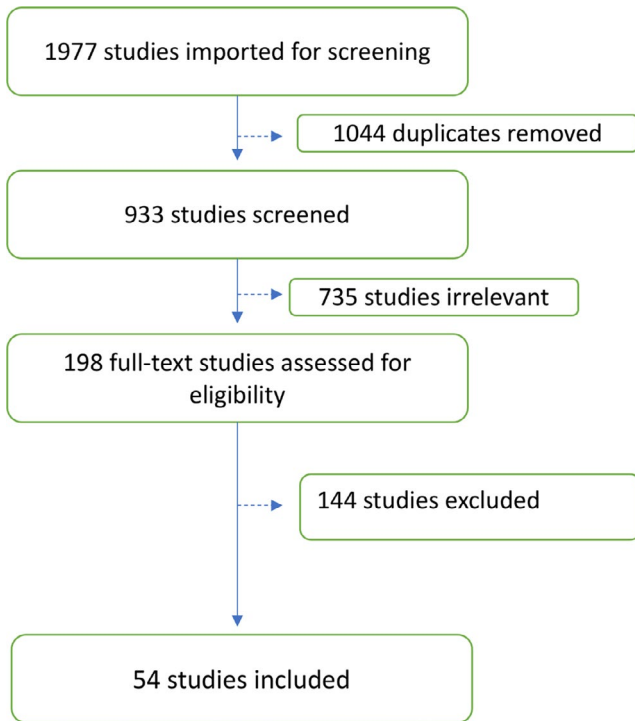 1977 studies imported for screening
1044 duplicates removed
933 studies screened
735 studies irrelevant
198 full-text studies assessed for
eligibility
144 studies excluded
54 studies included